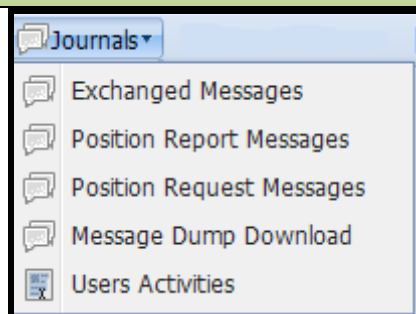 Journals
Exchanged Messages
Position Report Messages
Position Request Messages
Message Dump Download
Users Activities